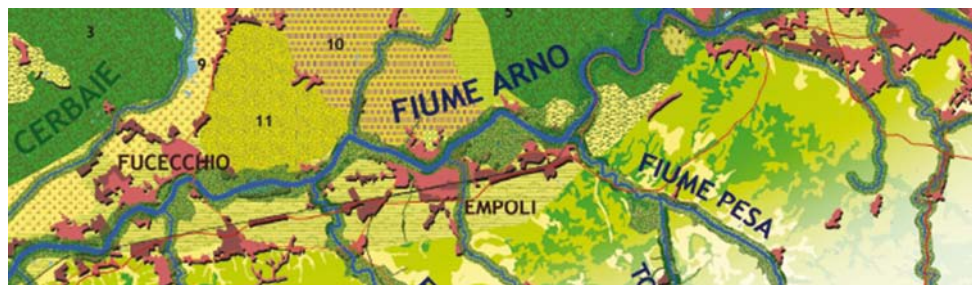 3
5
10
9
FIUME ARNO
CERBAIE
11
FUCECCHIO
FIUME PESA
EMPOLI